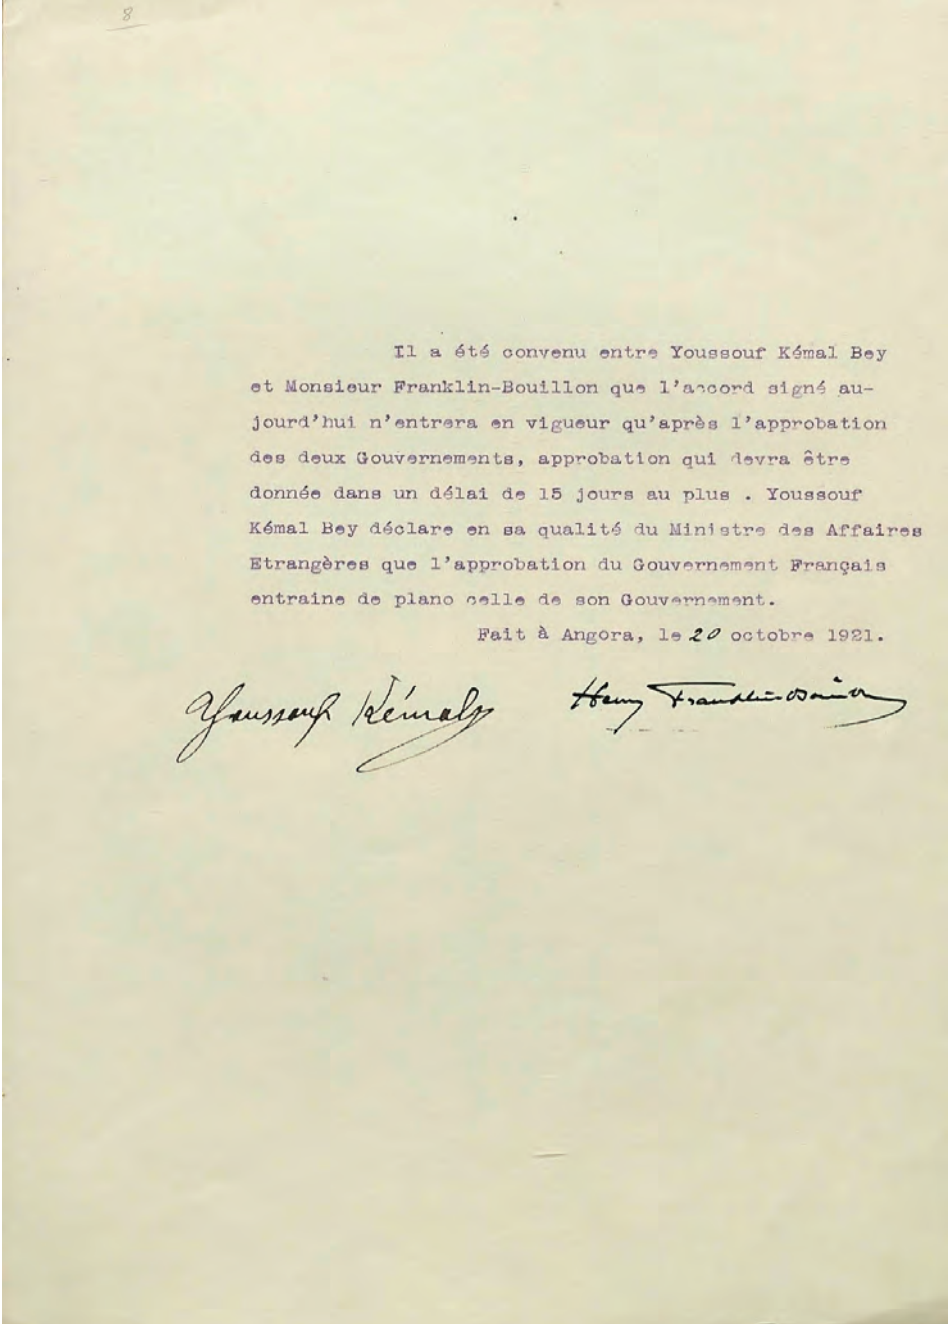 8
Il a été convenu entre Youssouf Kémal Bey
et Monsieur Franklin-Bouillon que l'accord signé au-
jourd'hui n'entrera en vigueur qu'après l'approbation
des deux Gouvernements, approbation qui devra être
donnée dans un délai de 15 jours au plus . Youssouf
Kémal Bey déclare en sa qualité du Ministre des Affaires
Etrangères que l'approbation du Gouvernement Français
entraine de plano celle de son Gouvernement.
Fait à Angora, le 20 octobre 1921.
Youssouf Kémal Henry Franklin-Bouillon